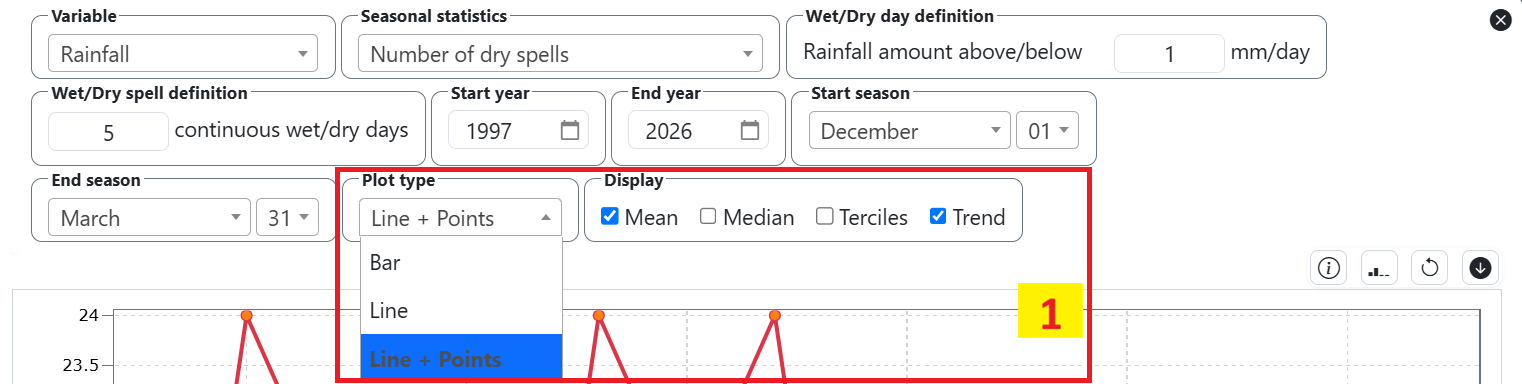 Variable
Seasonal statistics
Wet/Dry day definition
Rainfall
Number of dry spells
Rainfall amount above/below 1 mm/day
Wet/Dry spell definition
Start year
End year
Start season
5 continuous wet/dry days
1997
2026
December
01
End season
Plot type
Display
March
31
Line + Points
Mean
Median
Terciles
Trend
Bar
Line
Line + Points
1
24
23.5